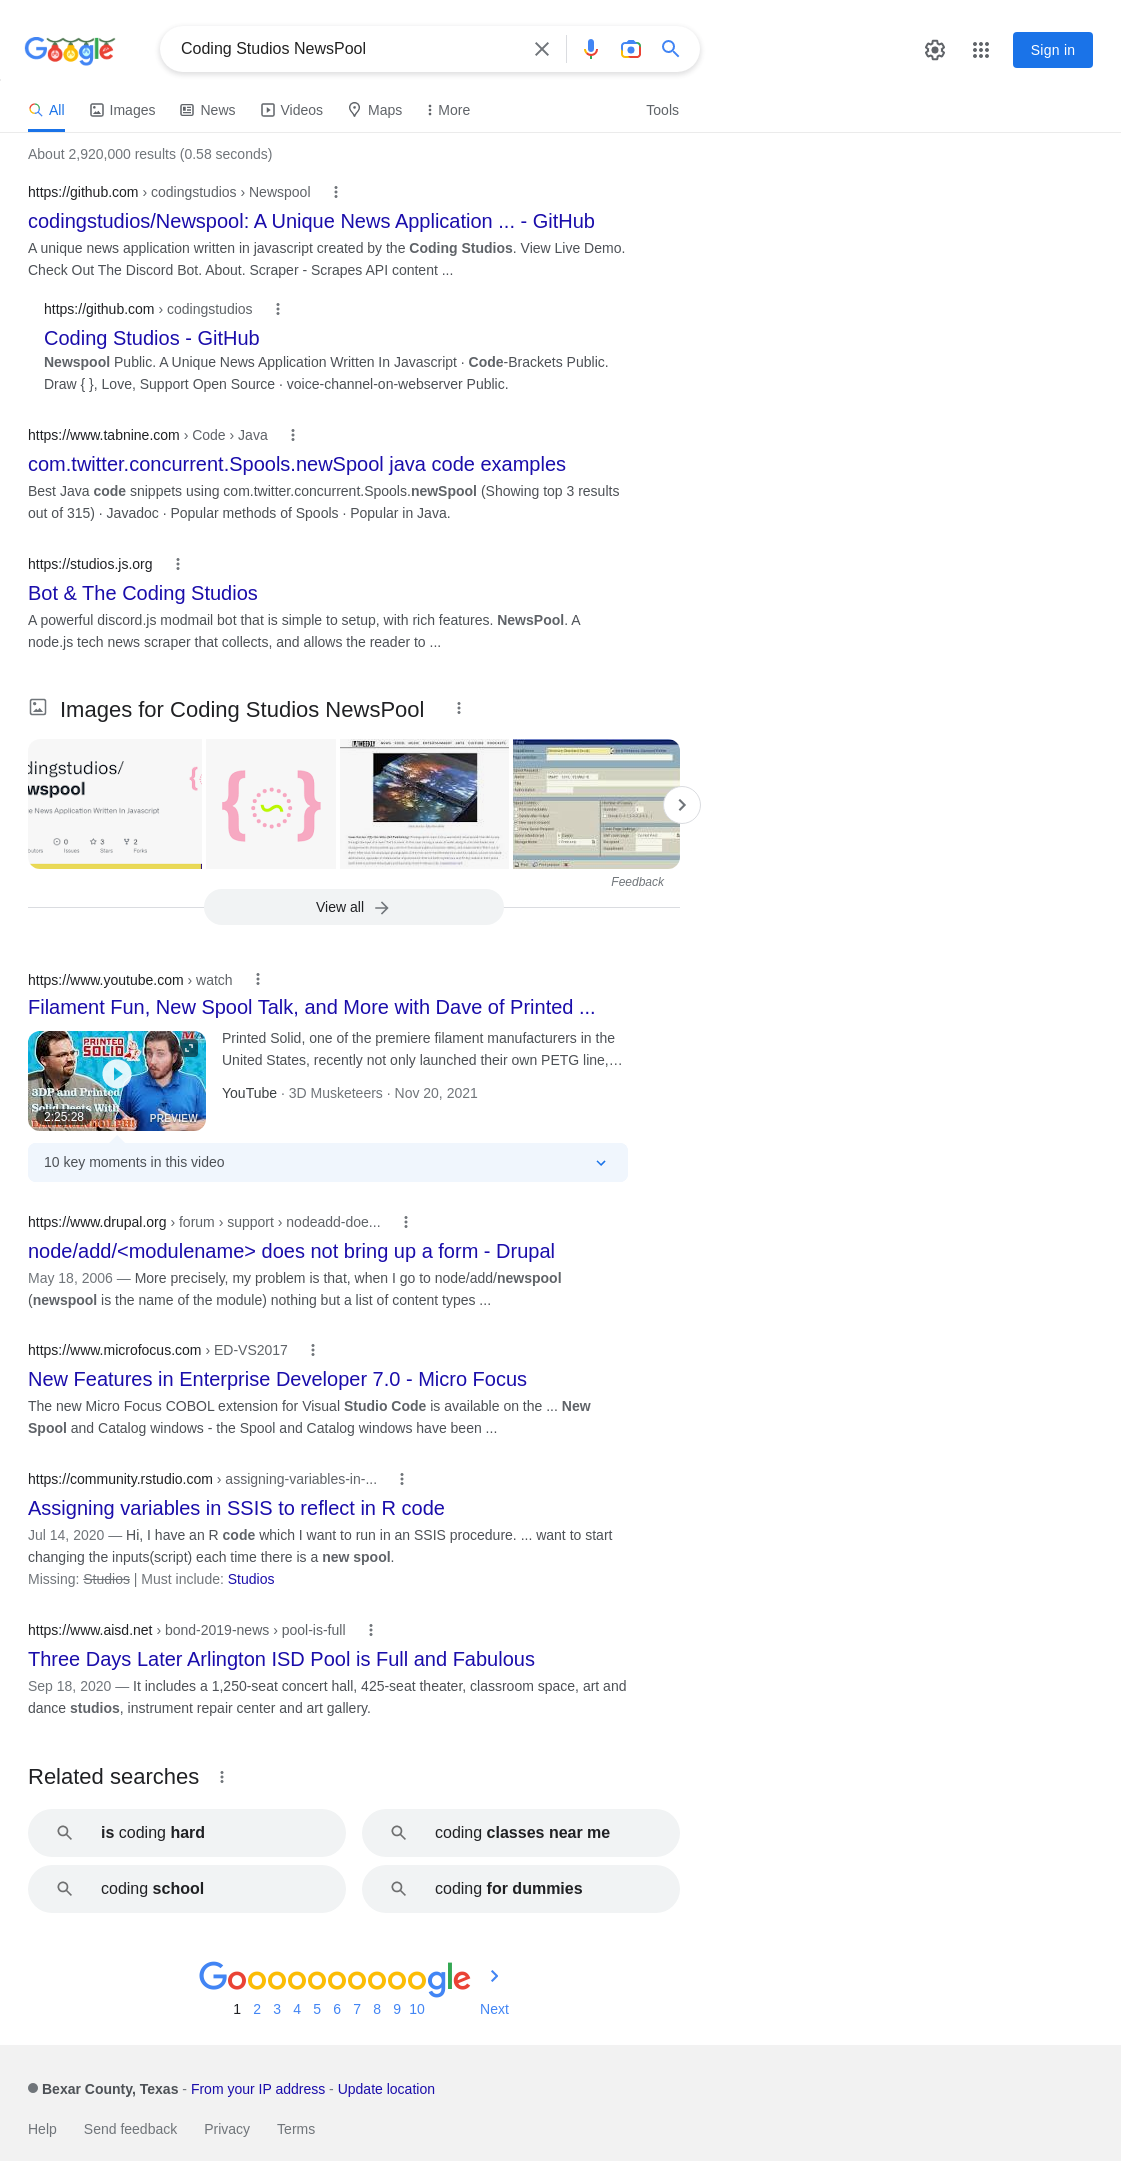 Google
Coding Studios NewsPool
Sign in
All
Images
News
Videos
Maps
More
Tools
About 2,920,000 results (0.58 seconds)
https://github.com › codingstudios › Newspool
codingstudios/Newspool: A Unique News Application ... - GitHub
A unique news application written in javascript created by the Coding Studios. View Live Demo.
Check Out The Discord Bot. About. Scraper - Scrapes API content ...
https://github.com › codingstudios
Coding Studios - GitHub
Newspool Public. A Unique News Application Written In Javascript · Code-Brackets Public.
Draw { }, Love, Support Open Source · voice-channel-on-webserver Public.
https://www.tabnine.com › Code › Java
com.twitter.concurrent.Spools.newSpool java code examples
Best Java code snippets using com.twitter.concurrent.Spools.newSpool (Showing top 3 results
out of 315) · Javadoc · Popular methods of Spools · Popular in Java.
https://studios.js.org
Bot & The Coding Studios
A powerful discord.js modmail bot that is simple to setup, with rich features. NewsPool. A
node.js tech news scraper that collects, and allows the reader to ...
Images for Coding Studios NewsPool
dingstudios/
wspool
e News Application Written In Javascript
0
3
2
Issues
Stars
Forks
Feedback
View all
https://www.youtube.com › watch
Filament Fun, New Spool Talk, and More with Dave of Printed ...
PRINTED
SOLID
3DP and Printed
Solid Deets With
2:25:28
PREVIEW
Printed Solid, one of the premiere filament manufacturers in the
United States, recently not only launched their own PETG line,…
YouTube · 3D Musketeers · Nov 20, 2021
10 key moments in this video
https://www.drupal.org › forum › support › nodeadd-doe...
node/add/<modulename> does not bring up a form - Drupal
May 18, 2006 — More precisely, my problem is that, when I go to node/add/newspool
(newspool is the name of the module) nothing but a list of content types ...
https://www.microfocus.com › ED-VS2017
New Features in Enterprise Developer 7.0 - Micro Focus
The new Micro Focus COBOL extension for Visual Studio Code is available on the ... New
Spool and Catalog windows - the Spool and Catalog windows have been ...
https://community.rstudio.com › assigning-variables-in-...
Assigning variables in SSIS to reflect in R code
Jul 14, 2020 — Hi, I have an R code which I want to run in an SSIS procedure. ... want to start
changing the inputs(script) each time there is a new spool.
Missing: Studios | Must include: Studios
https://www.aisd.net › bond-2019-news › pool-is-full
Three Days Later Arlington ISD Pool is Full and Fabulous
Sep 18, 2020 — It includes a 1,250-seat concert hall, 425-seat theater, classroom space, art and
dance studios, instrument repair center and art gallery.
Related searches
is coding hard
coding classes near me
coding school
coding for dummies
Goooooooooogle
1 2 3 4 5 6 7 8 9 10 Next
Bexar County, Texas - From your IP address - Update location
Help
Send feedback
Privacy
Terms